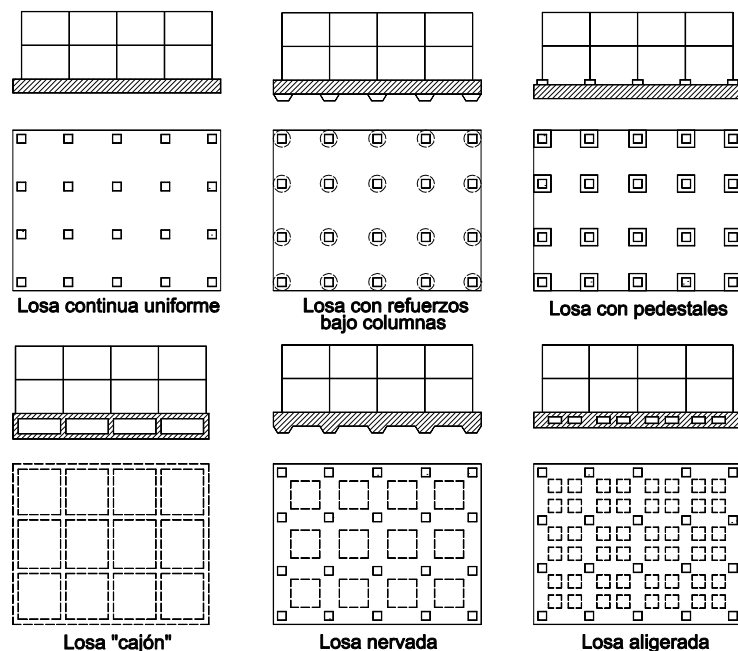 Losa continua uniforme
Losa con refuerzos
bajo columnas
Losa con pedestales
Losa "cajón"
Losa nervada
Losa aligerada